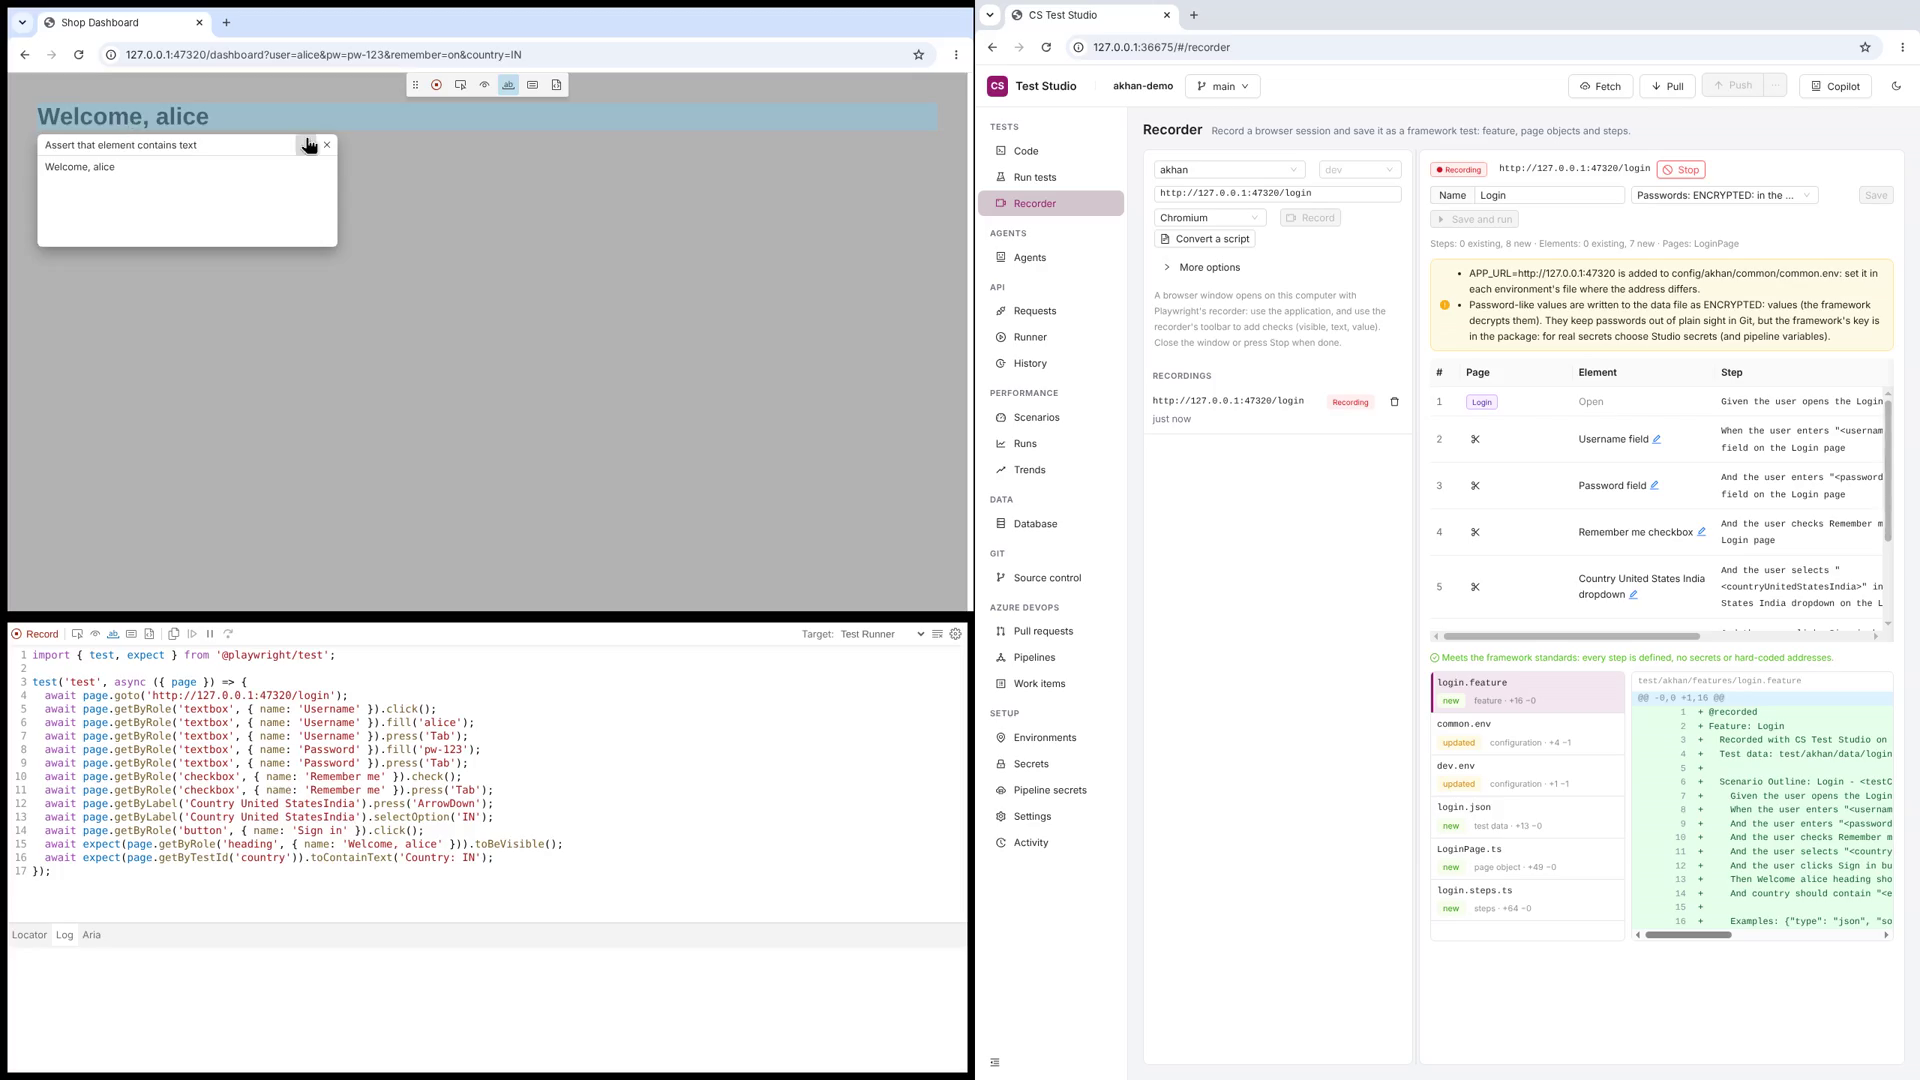 Shop Dashboard
127.0.0.1:47320/dashboard?user=alice&pw=pw-123&remember=on&country=IN
Welcome, alice
Assert that element contains text
Welcome, alice
Record
Target: Test Runner
1 import { test, expect } from '@playwright/test';
2
3 test('test', async ({ page }) => {
4 await page.goto('http://127.0.0.1:47320/login');
5 await page.getByRole('textbox', { name: 'Username' }).click();
6 await page.getByRole('textbox', { name: 'Username' }).fill('alice');
7 await page.getByRole('textbox', { name: 'Username' }).press('Tab');
8 await page.getByRole('textbox', { name: 'Password' }).fill('pw-123');
9 await page.getByRole('textbox', { name: 'Password' }).press('Tab');
10 await page.getByRole('checkbox', { name: 'Remember me' }).check();
11 await page.getByRole('checkbox', { name: 'Remember me' }).press('Tab');
12 await page.getByLabel('Country United StatesIndia').press('ArrowDown');
13 await page.getByLabel('Country United StatesIndia').selectOption('IN');
14 await page.getByRole('button', { name: 'Sign in' }).click();
15 await expect(page.getByRole('heading', { name: 'Welcome, alice' })).toBeVisible();
16 await expect(page.getByTestId('country')).toContainText('Country: IN');
17 });
Locator Log Aria
CS Test Studio
127.0.0.1:36675/#/recorder
CS Test Studio akhan-demo main Fetch Pull Push ... Copilot
TESTS
Code
Run tests
Recorder
AGENTS
Agents
API
Requests
Runner
History
PERFORMANCE
Scenarios
Runs
Trends
DATA
Database
GIT
Source control
AZURE DEVOPS
Pull requests
Pipelines
Work items
SETUP
Environments
Secrets
Pipeline secrets
Settings
Activity
Recorder Record a browser session and save it as a framework test: feature, page objects and steps.
akhan dev
http://127.0.0.1:47320/login
Chromium Record
Convert a script
More options
A browser window opens on this computer with
Playwright's recorder: use the application, and use the
recorder's toolbar to add checks (visible, text, value).
Close the window or press Stop when done.
RECORDINGS
http://127.0.0.1:47320/login Recording
just now
Recording http://127.0.0.1:47320/login Stop
Name Login Passwords: ENCRYPTED: in the ... Save
Save and run
Steps: 0 existing, 8 new · Elements: 0 existing, 7 new · Pages: LoginPage
• APP_URL=http://127.0.0.1:47320 is added to config/akhan/common/common.env: set it in
each environment's file where the address differs.
• Password-like values are written to the data file as ENCRYPTED: values (the framework
decrypts them). They keep passwords out of plain sight in Git, but the framework's key is
in the package: for real secrets choose Studio secrets (and pipeline variables).
# Page Element Step
1 Login Open Given the user opens the Login
2 Username field When the user enters "<usernam
field on the Login page
3 Password field And the user enters "<password
field on the Login page
4 Remember me checkbox And the user checks Remember m
Login page
5 Country United States India dropdown And the user selects "
<countryUnitedStatesIndia>" in
States India dropdown on the L
Meets the framework standards: every step is defined, no secrets or hard-coded addresses.
login.feature
new feature · +16 −0
common.env
updated configuration · +4 −1
dev.env
updated configuration · +1 −1
login.json
new test data · +13 −0
LoginPage.ts
new page object · +49 −0
login.steps.ts
new steps · +64 −0
test/akhan/features/login.feature
@@ -0,0 +1,16 @@
1 + @recorded
2 + Feature: Login
3 + Recorded with CS Test Studio on
4 + Test data: test/akhan/data/login
5 +
6 + Scenario Outline: Login - <testC
7 + Given the user opens the Login
8 + When the user enters "<usernam
9 + And the user enters "<password
10 + And the user checks Remember m
11 + And the user selects "<country
12 + And the user clicks Sign in bu
13 + Then Welcome alice heading sho
14 + And country should contain "<e
15 +
16 + Examples: {"type": "json", "so